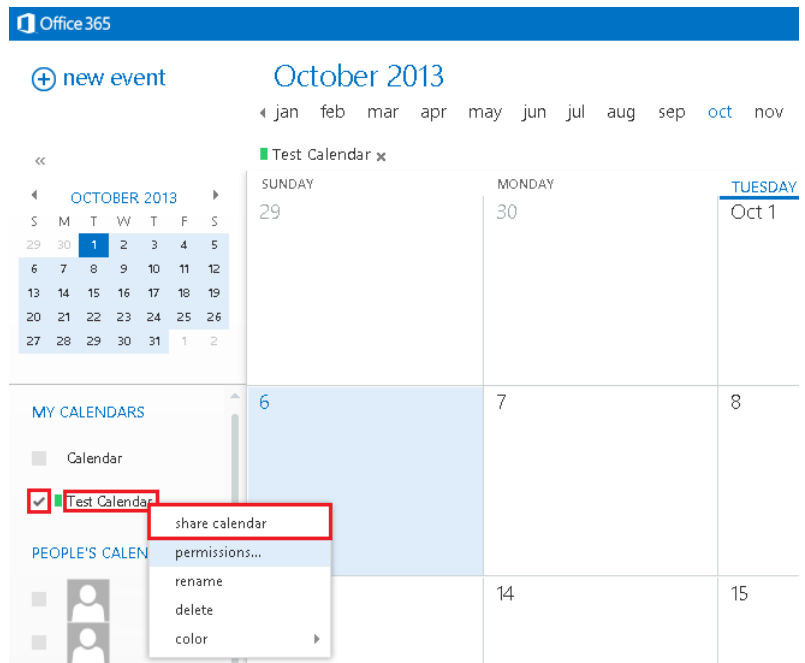 Office 365
new event
October 2013
jan feb mar apr may jun jul aug sep oct nov
«
Test Calendar x
OCTOBER 2013
S M T W T F S
29 30 1 2 3 4 5
6 7 8 9 10 11 12
13 14 15 16 17 18 19
20 21 22 23 24 25 26
27 28 29 30 31 1 2
SUNDAY MONDAY TUESDAY
29 30 Oct 1
6 7 8
MY CALENDARS
Calendar
Test Calendar
share calendar
PEOPLE'S CALEN
permissions...
rename
delete
color
14 15